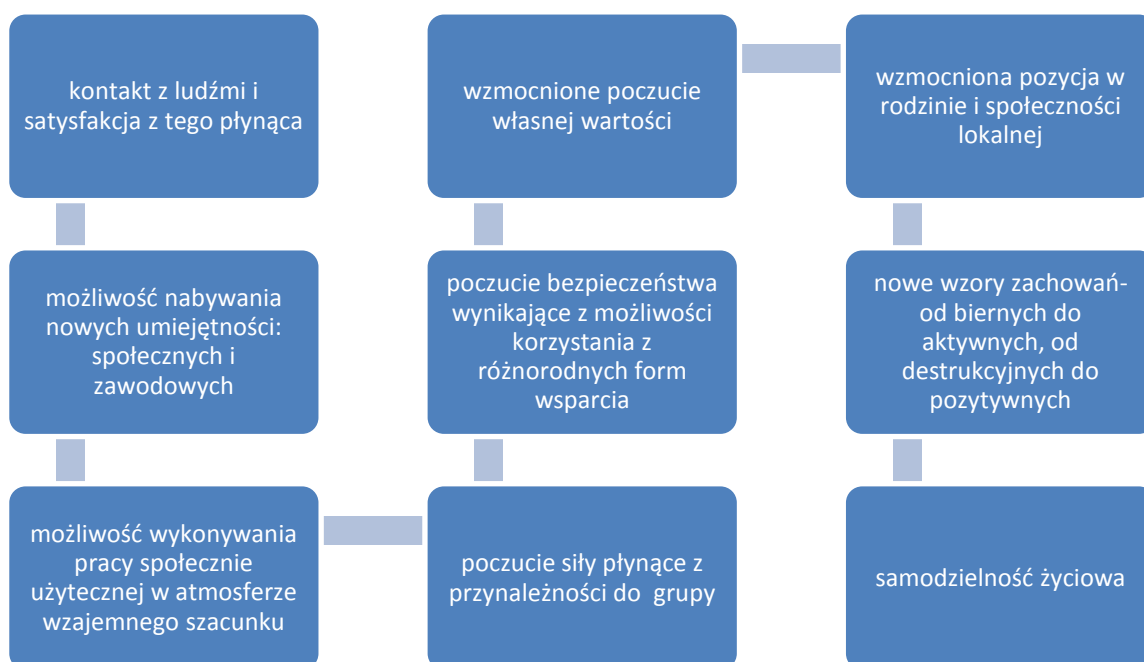 kontakt z ludźmi i
satysfakcja z tego płynąca
możliwość nabywania
nowych umiejętności:
społecznych i
zawodowych
możliwość wykonywania
pracy społecznie
użytecznej w atmosferze
wzajemnego szacunku
poczucie siły płynące z
przynależności do  grupy
poczucie bezpieczeństwa
wynikające z możliwości
korzystania z
różnorodnych form
wsparcia
wzmocnione poczucie
własnej wartości
wzmocniona pozycja w
rodzinie i społeczności
lokalnej
nowe wzory zachowań-
od biernych do
aktywnych, od
destrukcyjnych do
pozytywnych
samodzielność życiowa